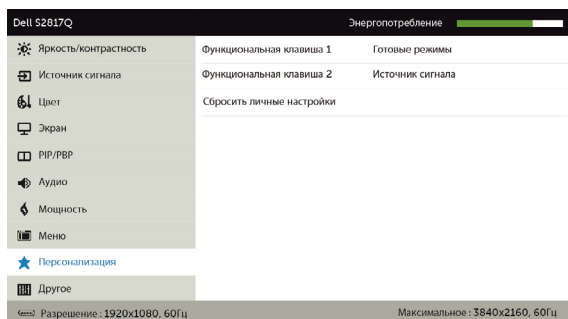 Dell S2817Q Энергопотребление
Яркость/контрастность Функциональная клавиша 1 Готовые режимы
Источник сигнала Функциональная клавиша 2 Источник сигнала
Цвет Сбросить личные настройки
Экран
PIP/PBP
Аудио
Мощность
Меню
Персонализация
Другое
Разрешение : 1920x1080, 60Гц Максимальное : 3840x2160, 60Гц